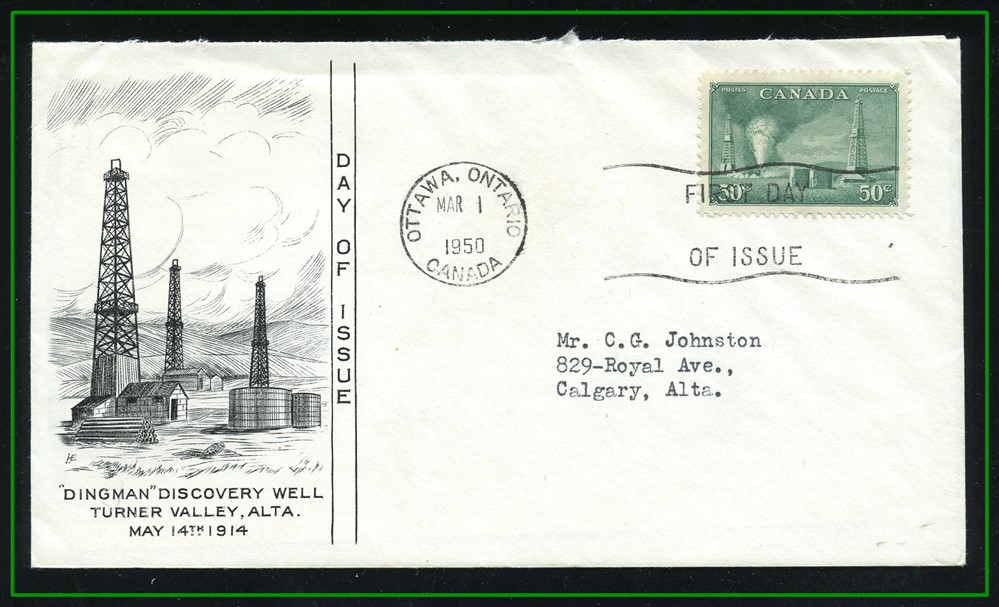 POSTES CANADA POSTAGE
50¢ 50¢
FIRST DAY
OF ISSUE
OTTAWA, ONTARIO
MAR 1
1950
CANADA
DAY OF ISSUE
Mr. C.G. Johnston
829-Royal Ave.,
Calgary, Alta.
HE
"DINGMAN" DISCOVERY WELL
TURNER VALLEY, ALTA.
MAY 14TH 1914